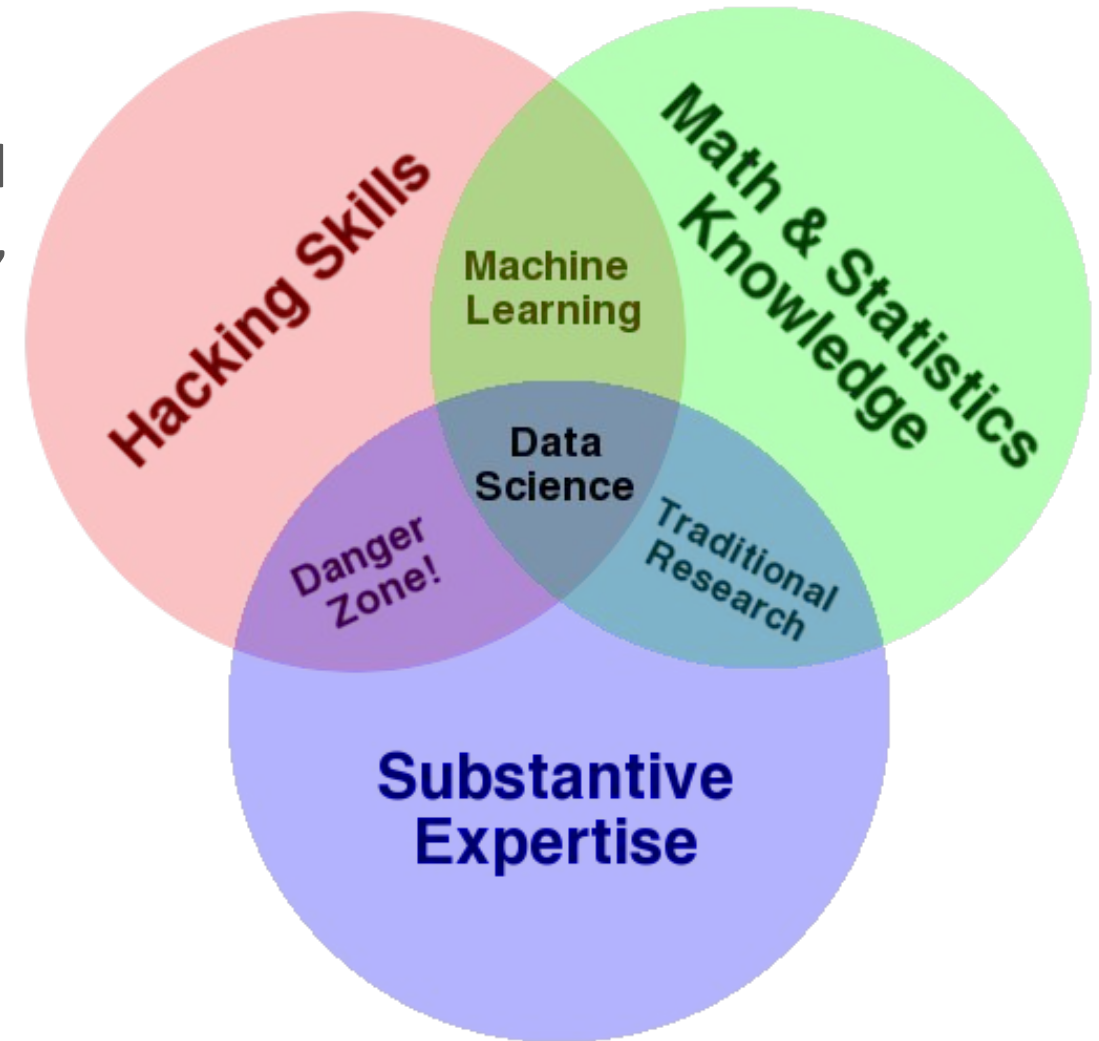 Hacking Skills
Math & Statistics
Knowledge
Machine
Learning
Data
Science
Danger
Zone!
Traditional
Research
Substantive
Expertise